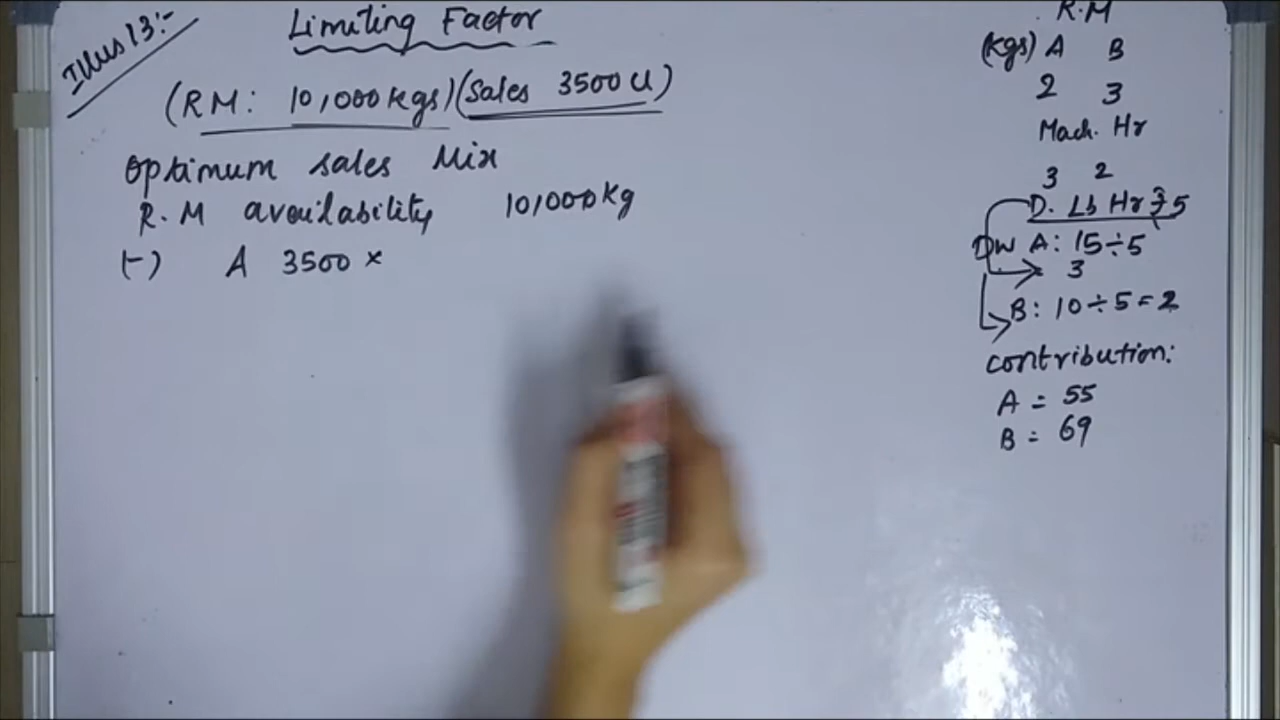 Illus 13:-
Limiting Factor
(RM: 10,000 kgs) (Sales 3500 U)
Optimum sales Mix
R.M availability 10,000 Kg
(-) A 3500 ×
R.M
(kgs) A B
2 3
Mach. Hr
3 2
D. Lb Hr ₹5
DW A: 15÷5
3
B: 10÷5=2
contribution:
A = 55
B = 69